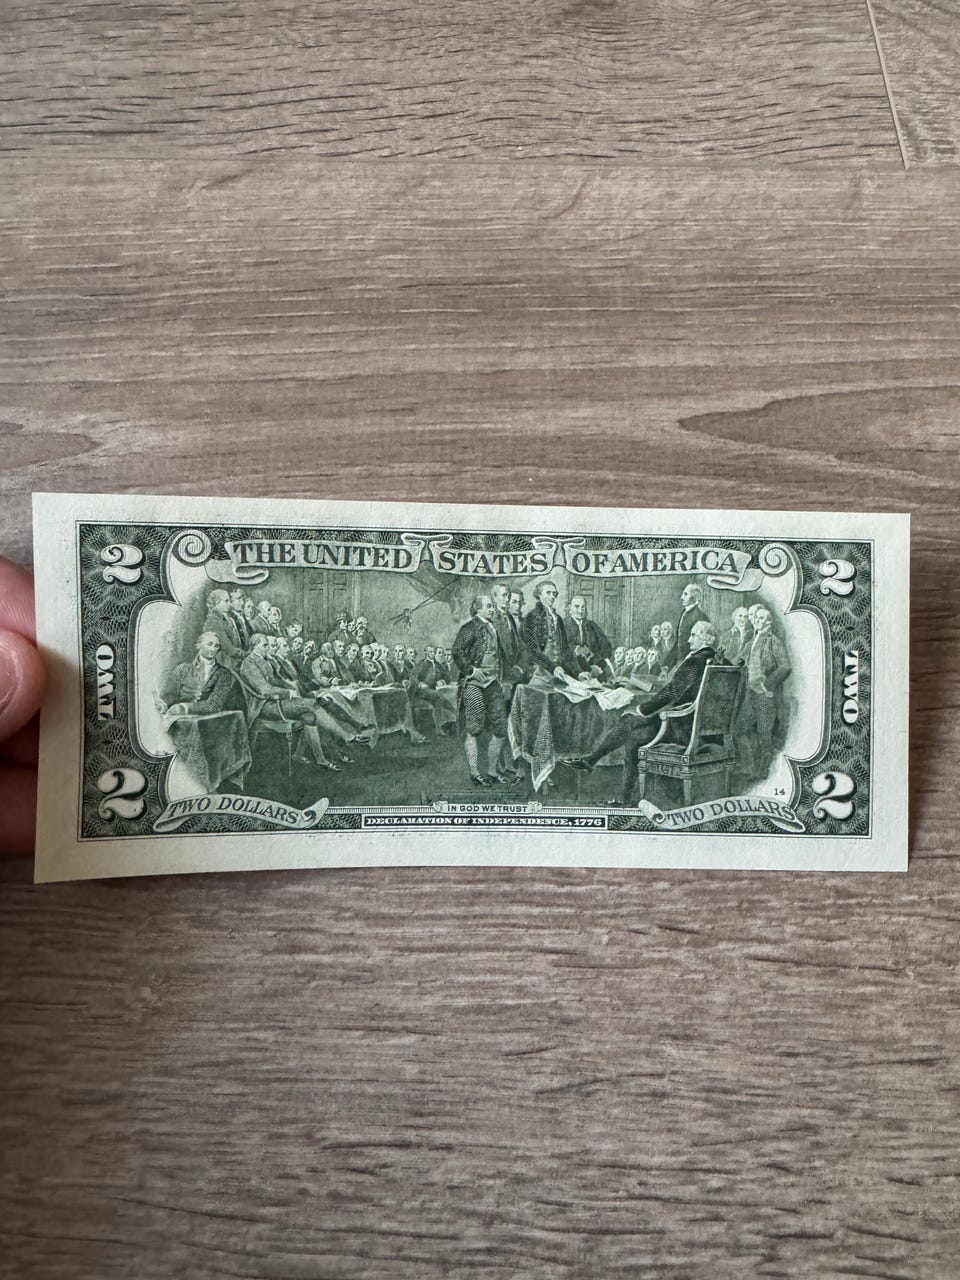 THE UNITED STATES OF AMERICA
2
2
TWO
TWO
14
2
2
TWO DOLLARS
TWO DOLLARS
IN GOD WE TRUST
DECLARATION OF INDEPENDENCE, 1776